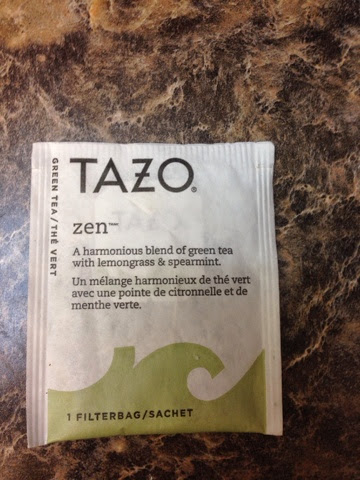 GREEN TEA / THÉ VERT
TAZO®
zen™
A harmonious blend of green tea
with lemongrass & spearmint.
Un mélange harmonieux de thé vert
avec une pointe de citronnelle et de
menthe verte.
1 FILTERBAG/SACHET